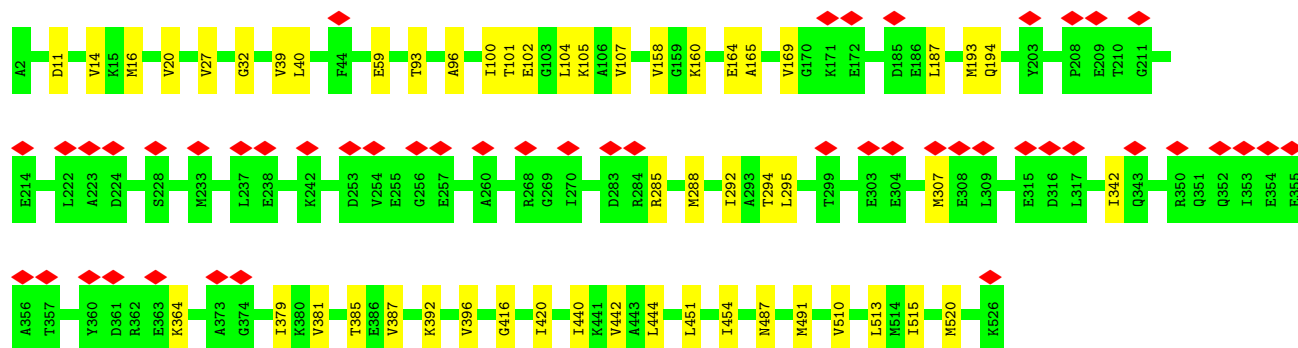 A2 D11 V14 K15 M16 V20 V27 G32 V39 L40 F44 E59 T93 A96 I100 T101 E102 G103 L104 K105 A106 V107 V158 G159 K160 E164 A165 V169 G170 K171 E172 D185 E186 L187 M193 Q194 Y203 P208 E209 T210 G211
E214 L222 A223 D224 S228 M233 L237 E238 K242 D253 V254 E255 G256 E257 A260 R268 G269 I270 D283 R284 R285 M288 I292 A293 T294 L295 T299 E303 E304 M307 E308 L309 E315 D316 L317 I342 Q343 R350 Q351 Q352 I353 E354 E355
A356 T357 Y360 D361 R362 E363 K364 A373 G374 I379 K380 V381 T385 E386 V387 K392 V396 G416 I420 I440 K441 V442 A443 L444 L451 I454 N487 M491 V510 L513 M514 I515 M520 K526